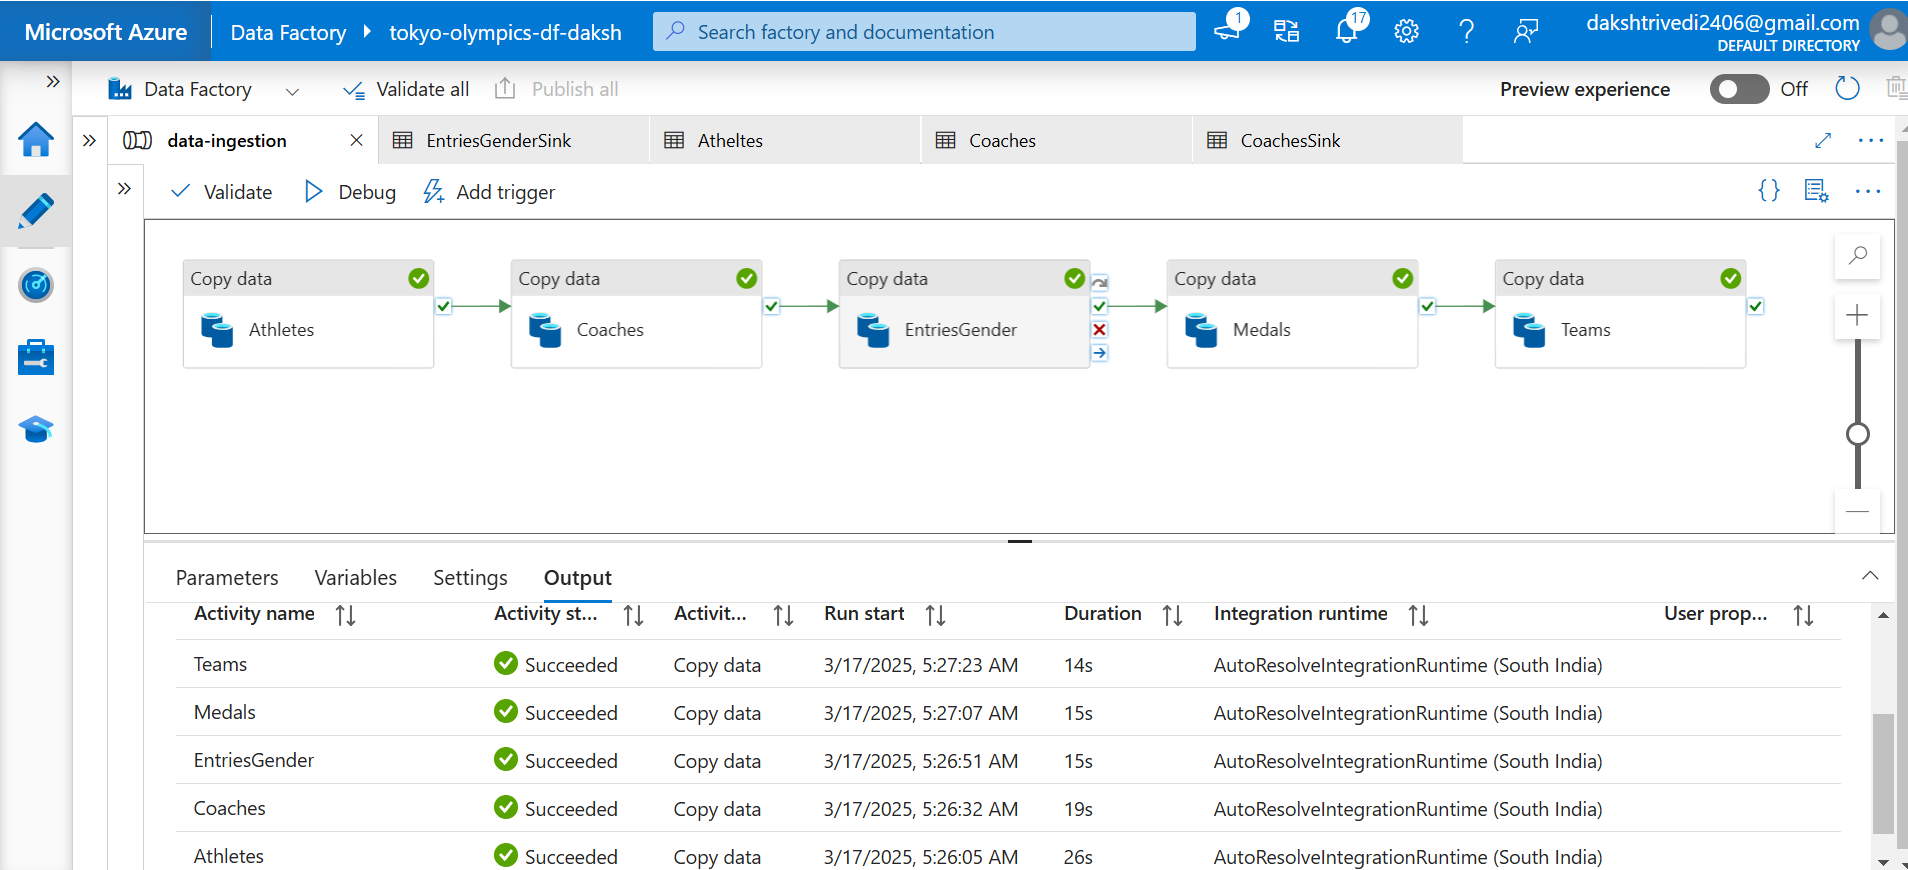 Microsoft Azure Data Factory tokyo-olympics-df-daksh Search factory and documentation 1 17 dakshtrivedi2406@gmail.com
DEFAULT DIRECTORY
Data Factory Validate all Publish all Preview experience Off
data-ingestion EntriesGenderSink Atheltes Coaches CoachesSink
Validate Debug Add trigger
Copy data Copy data Copy data Copy data Copy data
Athletes Coaches EntriesGender Medals Teams
Parameters Variables Settings Output
Activity name Activity st... Activit... Run start Duration Integration runtime User prop...
Teams Succeeded Copy data 3/17/2025, 5:27:23 AM 14s AutoResolveIntegrationRuntime (South India)
Medals Succeeded Copy data 3/17/2025, 5:27:07 AM 15s AutoResolveIntegrationRuntime (South India)
EntriesGender Succeeded Copy data 3/17/2025, 5:26:51 AM 15s AutoResolveIntegrationRuntime (South India)
Coaches Succeeded Copy data 3/17/2025, 5:26:32 AM 19s AutoResolveIntegrationRuntime (South India)
Athletes Succeeded Copy data 3/17/2025, 5:26:05 AM 26s AutoResolveIntegrationRuntime (South India)